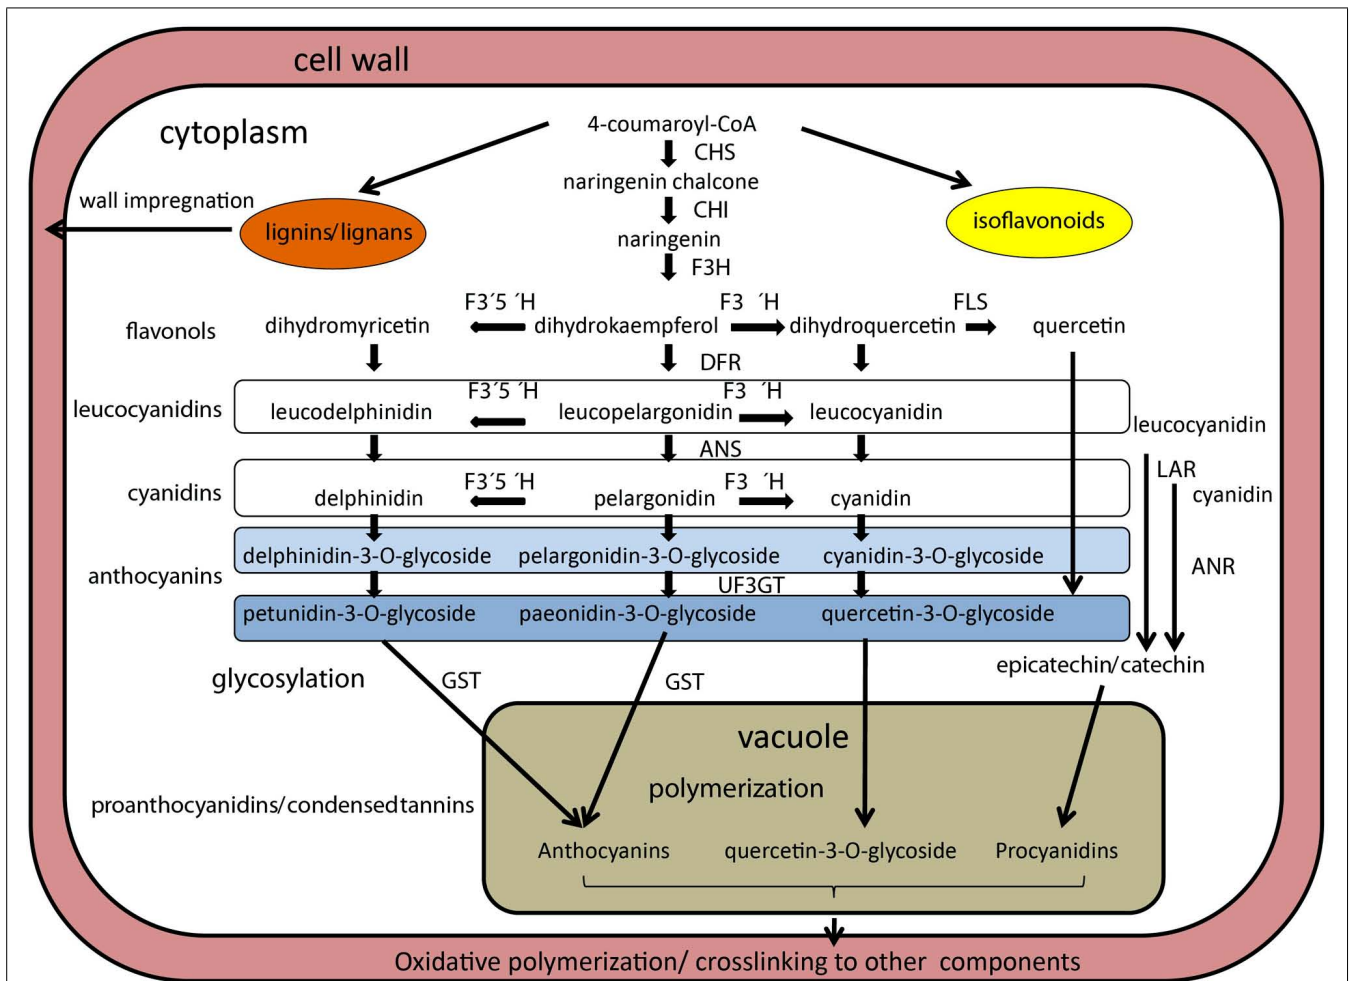 cell wall
cytoplasm
4-coumaroyl-CoA
CHS
naringenin chalcone
wall impregnation
CHI
lignins/lignans
isoflavonoids
naringenin
F3H
F3´5 ´H
F3 ´H
FLS
flavonols
dihydromyricetin
dihydrokaempferol
dihydroquercetin
quercetin
DFR
F3´5 ´H
F3 ´H
leucocyanidins
leucodelphinidin
leucopelargonidin
leucocyanidin
leucocyanidin
ANS
LAR
F3´5 ´H
F3 ´H
cyanidins
delphinidin
pelargonidin
cyanidin
cyanidin
delphinidin-3-O-glycoside
pelargonidin-3-O-glycoside
cyanidin-3-O-glycoside
anthocyanins
UF3GT
ANR
petunidin-3-O-glycoside
paeonidin-3-O-glycoside
quercetin-3-O-glycoside
epicatechin/catechin
glycosylation
GST
GST
vacuole
polymerization
proanthocyanidins/condensedtannins
Anthocyanins
quercetin-3-O-glycoside
Procyanidins
Oxidative polymerization/ crosslinking to other components